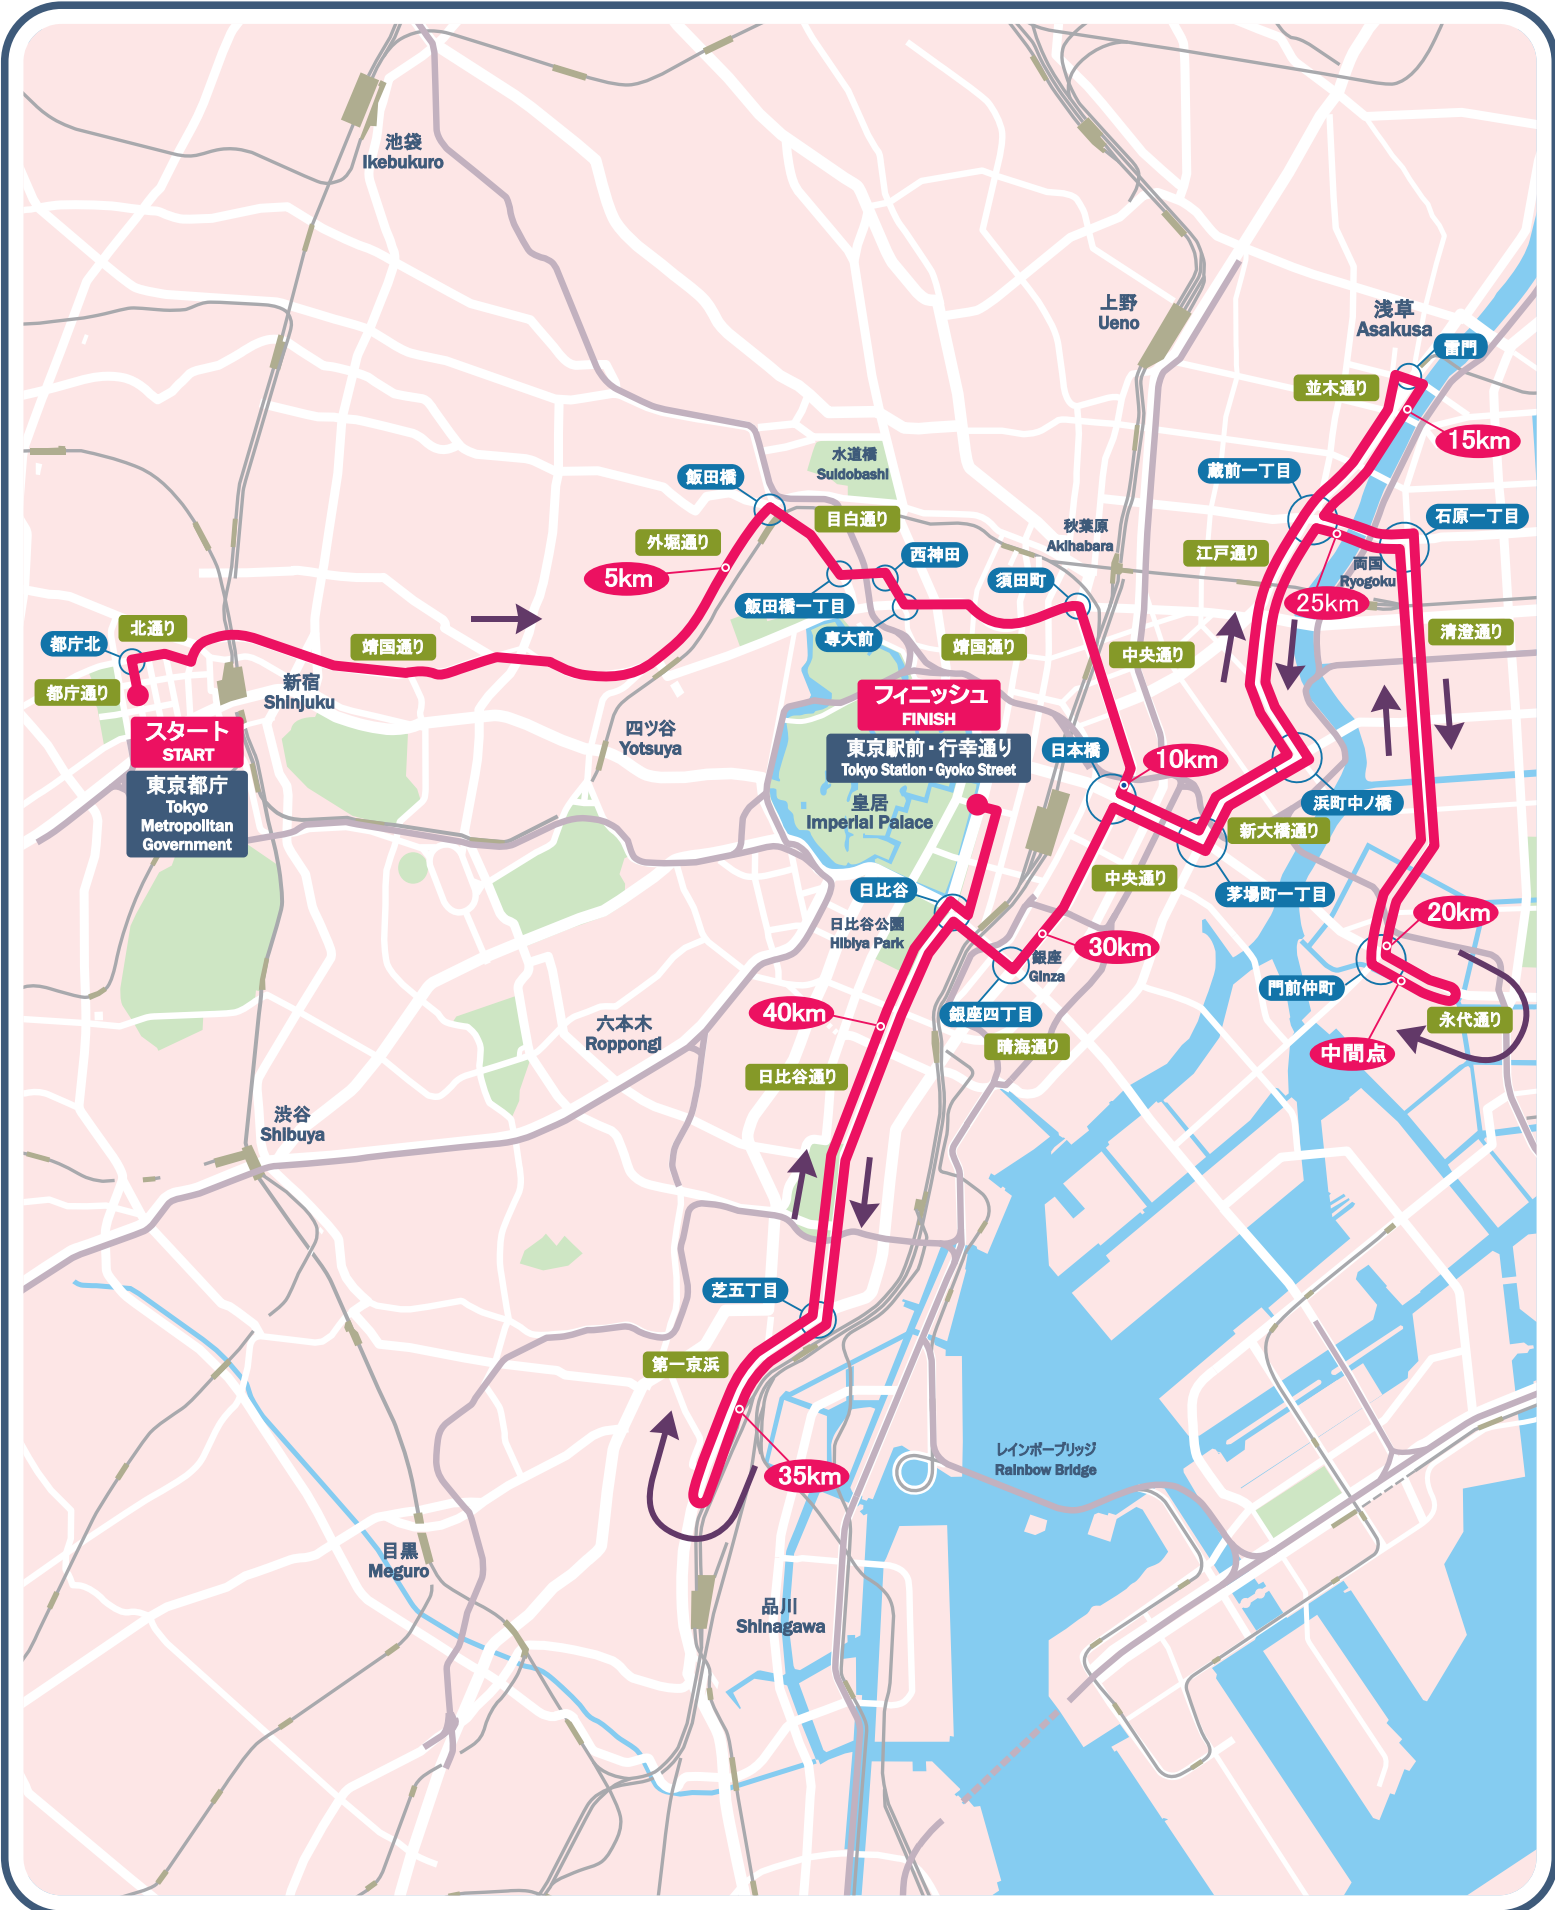 池袋
Ikebukuro
上野
Ueno
浅草
Asakusa
雷門
並木通り
15km
水道橋
Suidobashi
飯田橋
蔵前一丁目
目白通り
石原一丁目
秋葉原
Akihabara
外堀通り
西神田
江戸通り
両国
Ryogoku
5km
須田町
飯田橋一丁目
25km
北通り
専大前
都庁北
靖国通り
靖国通り
中央通り
清澄通り
都庁通り
新宿
Shinjuku
フィニッシュ
FINISH
スタート
START
四ツ谷
Yotsuya
東京駅前・行幸通り
Tokyo Station・Gyoko Street
日本橋
10km
東京都庁
Tokyo
Metropolitan
Government
皇居
Imperial Palace
浜町中ノ橋
新大橋通り
中央通り
茅場町一丁目
日比谷
20km
日比谷公園
Hibiya Park
30km
銀座
Ginza
門前仲町
40km
銀座四丁目
永代通り
六本木
Roppongi
晴海通り
中間点
日比谷通り
渋谷
Shibuya
芝五丁目
第一京浜
レインボーブリッジ
Rainbow Bridge
35km
目黒
Meguro
品川
Shinagawa